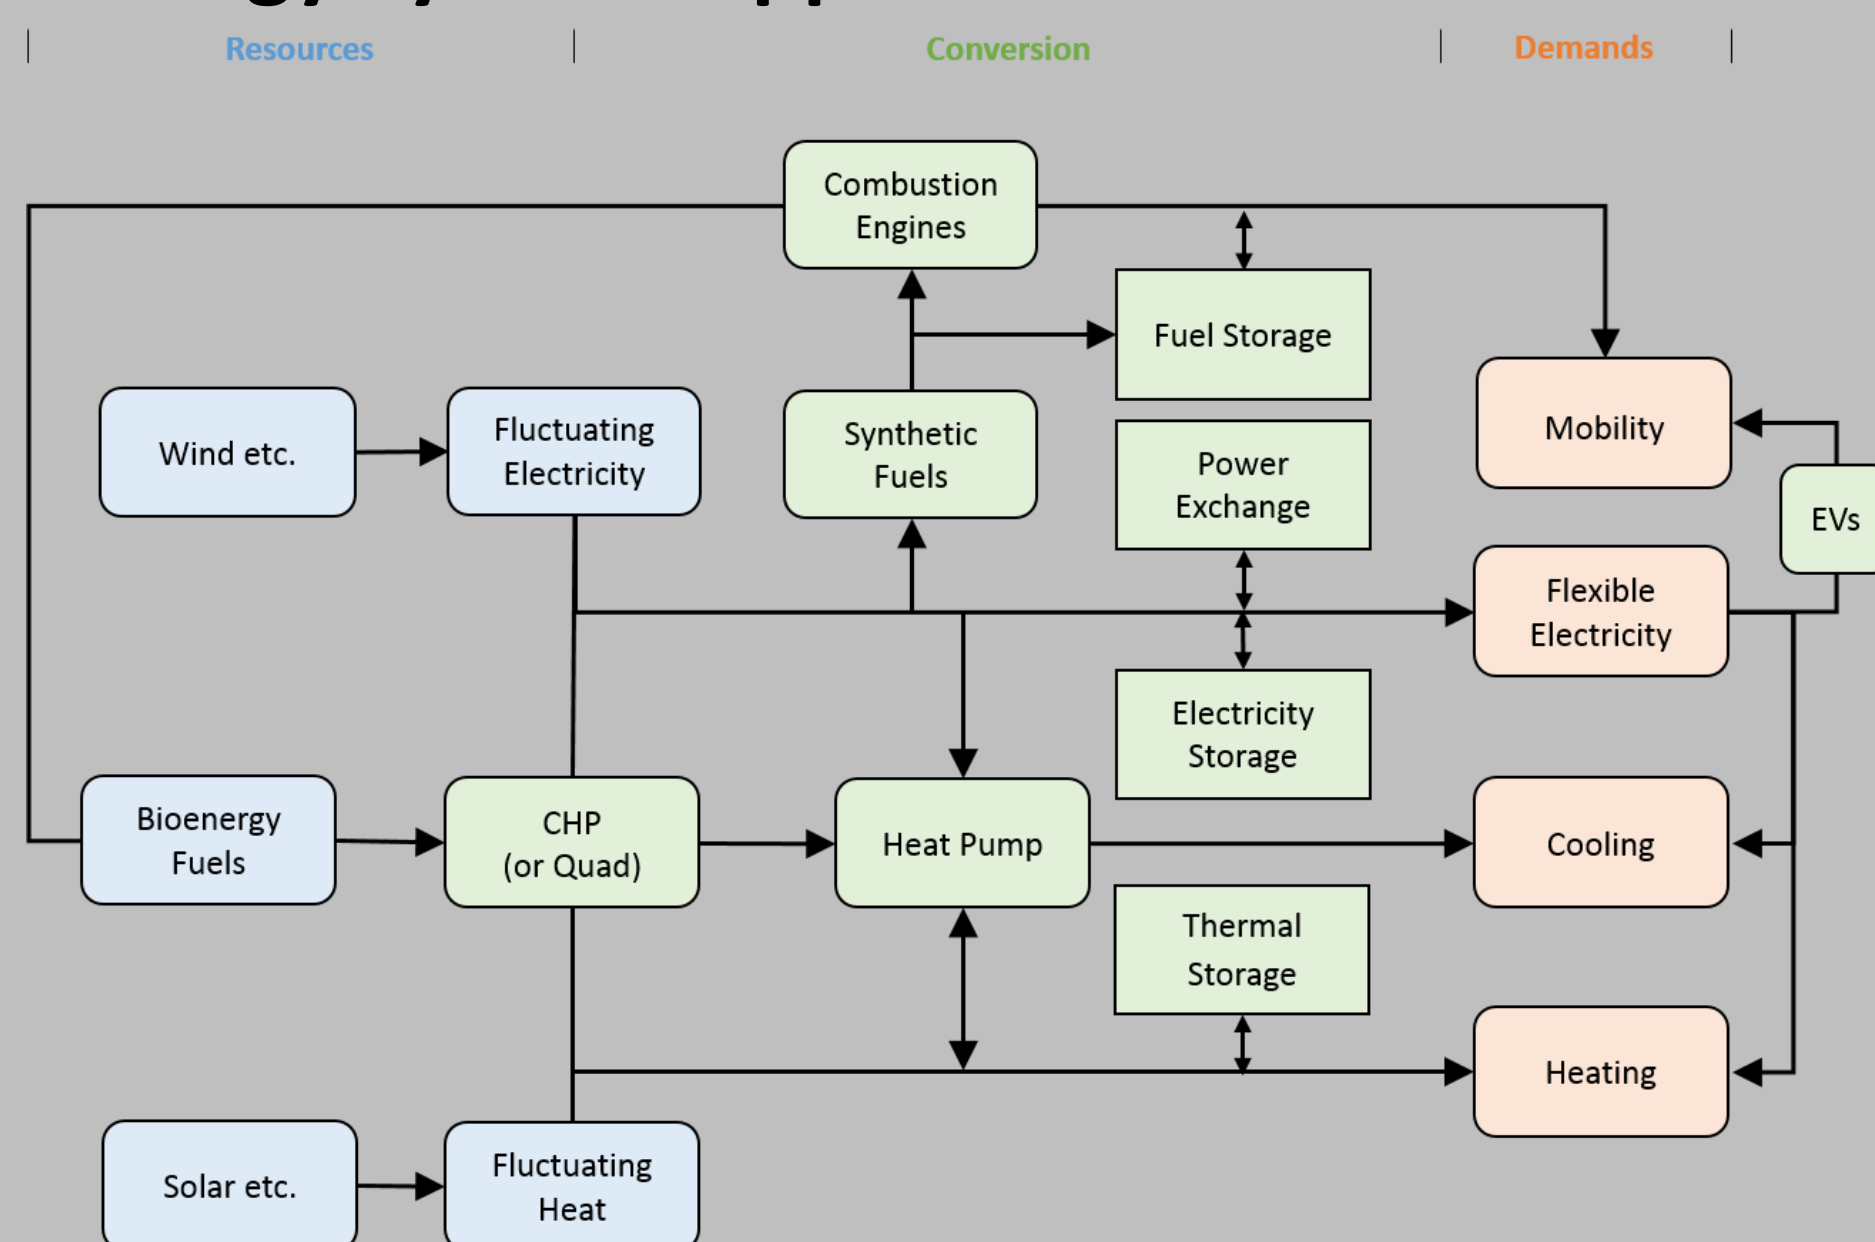 Resources
Conversion
Demands
Combustion
Engines
Fuel Storage
Wind etc.
Fluctuating
Electricity
Synthetic
Fuels
Power
Exchange
Mobility
EVs
Flexible
Electricity
Electricity
Storage
Bioenergy
Fuels
CHP
(or Quad)
Heat Pump
Cooling
Thermal
Storage
Heating
Solar etc.
Fluctuating
Heat